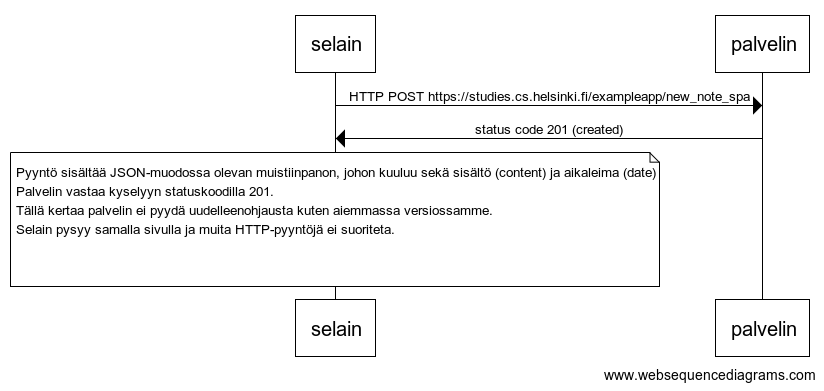 selain
palvelin
HTTP POST https://studies.cs.helsinki.fi/exampleapp/new_note_spa
status code 201 (created)
Pyyntö sisältää JSON-muodossa olevan muistiinpanon, johon kuuluu sekä sisältö (content) ja aikaleima (date)
Palvelin vastaa kyselyyn statuskoodilla 201.
Tällä kertaa palvelin ei pyydä uudelleenohjausta kuten aiemmassa versiossamme.
Selain pysyy samalla sivulla ja muita HTTP-pyyntöjä ei suoriteta.
selain
palvelin
www.websequencediagrams.com